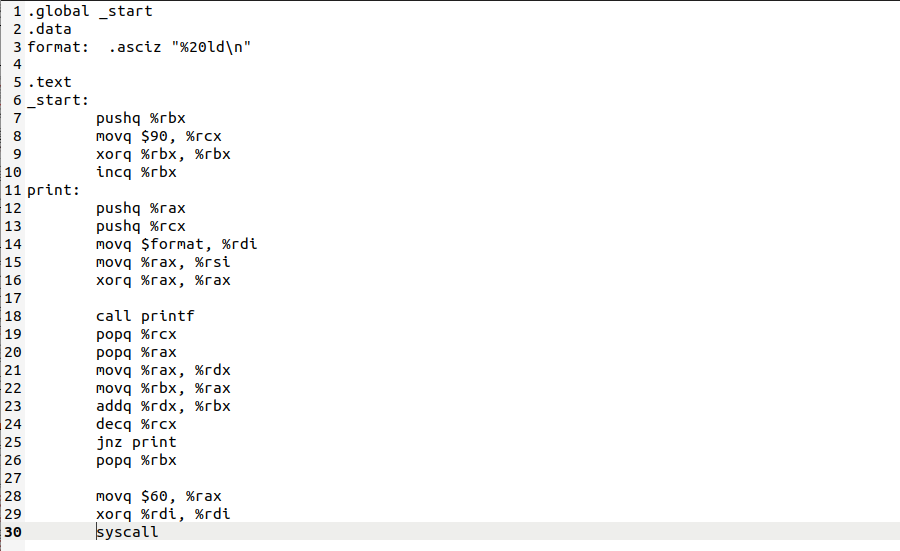 1 .global _start
2 .data
3 format:  .asciz "%20ld\n"
4
5 .text
6 _start:
7         pushq %rbx
8         movq $90, %rcx
9         xorq %rbx, %rbx
10         incq %rbx
11 print:
12         pushq %rax
13         pushq %rcx
14         movq $format, %rdi
15         movq %rax, %rsi
16         xorq %rax, %rax
17
18         call printf
19         popq %rcx
20         popq %rax
21         movq %rax, %rdx
22         movq %rbx, %rax
23         addq %rdx, %rbx
24         decq %rcx
25         jnz print
26         popq %rbx
27
28         movq $60, %rax
29         xorq %rdi, %rdi
30         syscall